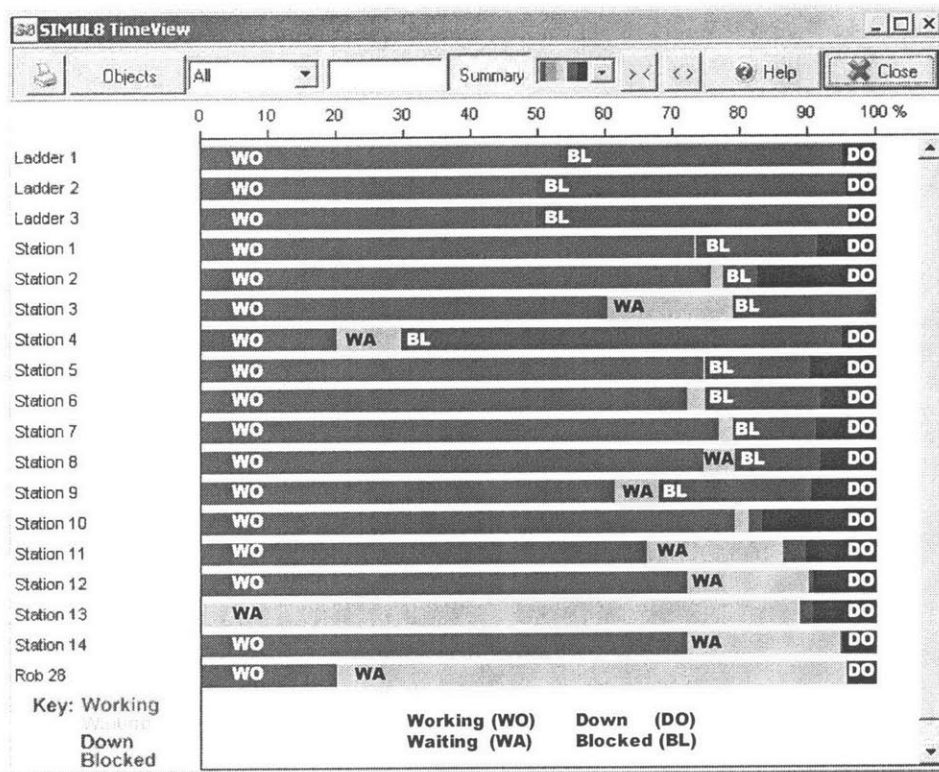 SIMUL8 TimeView
Objects All Summary > < < > Help Close
0 10 20 30 40 50 60 70 80 90 100 %
Ladder 1 WO BL DO
Ladder 2 WO BL DO
Ladder 3 WO BL DO
Station 1 WO BL DO
Station 2 WO BL DO
Station 3 WO WA BL
Station 4 WO WA BL DO
Station 5 WO BL DO
Station 6 WO BL DO
Station 7 WO BL DO
Station 8 WO WA BL DO
Station 9 WO WA BL DO
Station 10 WO DO
Station 11 WO WA DO
Station 12 WO WA DO
Station 13 WA DO
Station 14 WO WA DO
Rob 28 WO WA DO
Key: Working
Waiting
Down
Blocked
Working (WO) Down (DO)
Waiting (WA) Blocked (BL)